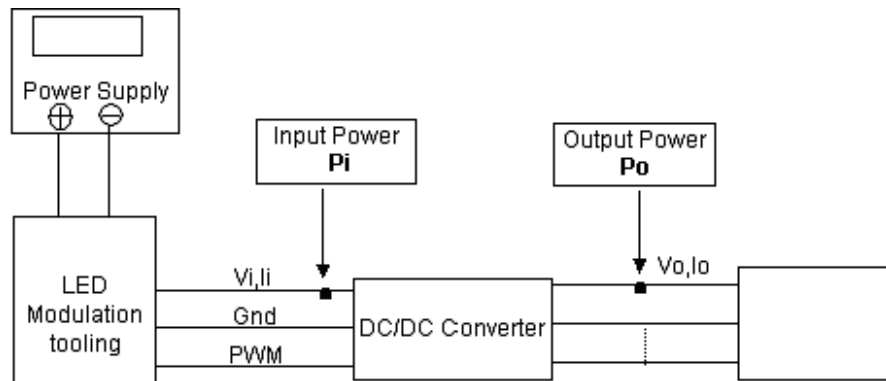 Power Supply
Input Power
Pi
Output Power
Po
LED
Modulation
tooling
Vi,Ii
Gnd
PWM
DC/DC Converter
Vo,Io